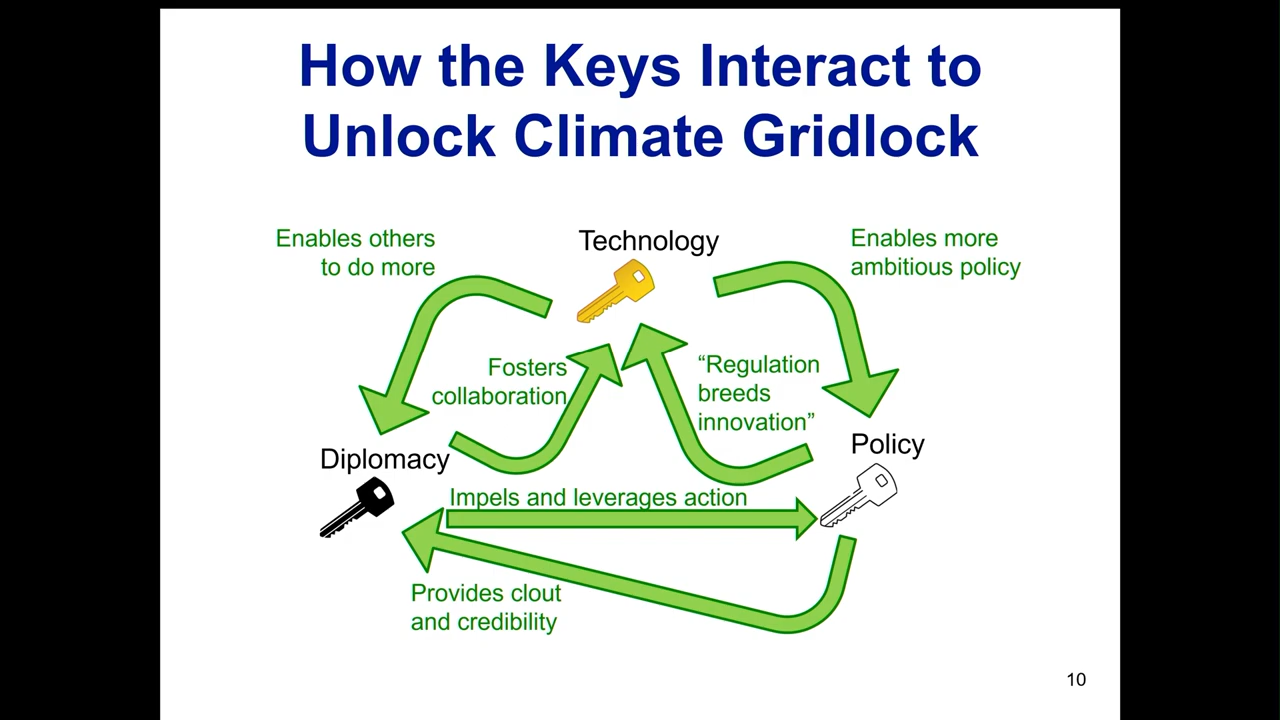 How the Keys Interact to
Unlock Climate Gridlock
Enables others
to do more
Technology
Enables more
ambitious policy
Fosters
collaboration
“Regulation
breeds
innovation”
Diplomacy
Policy
Impels and leverages action
Provides clout
and credibility
10